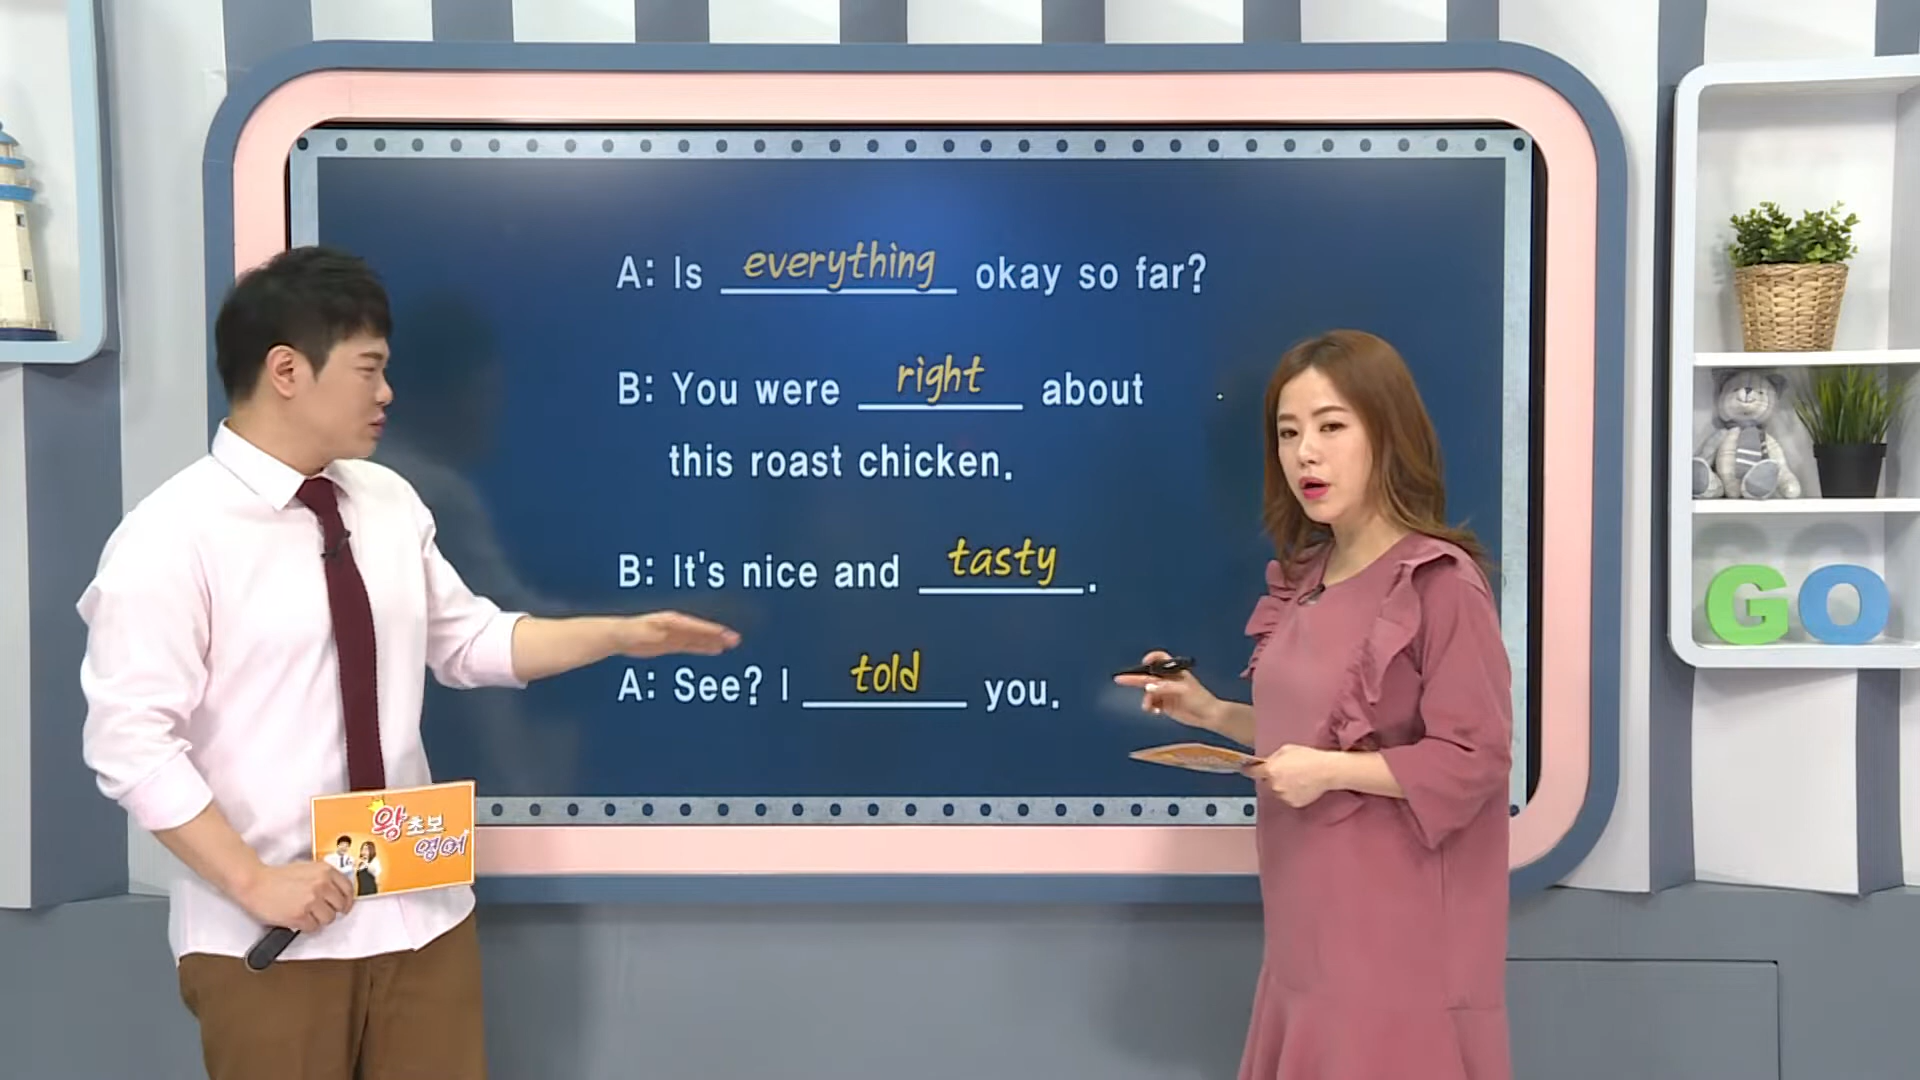 A: Is everything okay so far?
B: You were right about
this roast chicken.
B: It's nice and tasty.
A: See? I told you.
왕초보
영어
GO